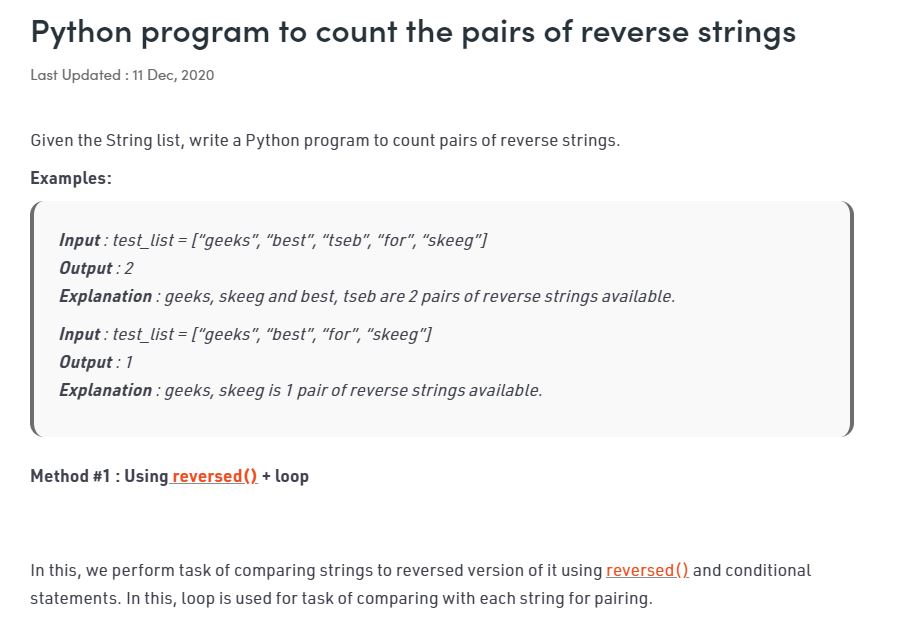 Python program to count the pairs of reverse strings
Last Updated : 11 Dec, 2020
Given the String list, write a Python program to count pairs of reverse strings.
Examples:
Input : test_list = [“geeks”, “best”, “tseb”, “for”, “skeeg”]
Output : 2
Explanation : geeks, skeeg and best, tseb are 2 pairs of reverse strings available.
Input : test_list = [“geeks”, “best”, “for”, “skeeg”]
Output : 1
Explanation : geeks, skeeg is 1 pair of reverse strings available.
Method #1 : Using reversed() + loop
In this, we perform task of comparing strings to reversed version of it using reversed() and conditional
statements. In this, loop is used for task of comparing with each string for pairing.